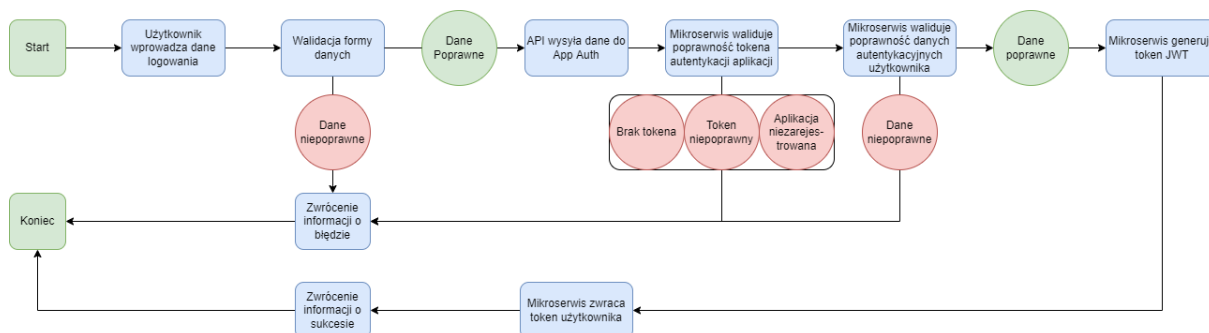 Start
Użytkownik
wprowadza dane
logowania
Walidacja formy
danych
Dane
Poprawne
API wysyła dane do
App Auth
Mikroserwis waliduje
poprawność tokena
autentykacji aplikacji
Mikroserwis waliduje
poprawność danych
autentykacyjnych
użytkownika
Dane
poprawne
Mikroserwis generuje
token JWT
Dane
niepoprawne
Brak tokena
Token
niepoprawny
Aplikacja
niezarejes-
trowana
Dane
niepoprawne
Koniec
Zwrócenie
informacji o
błędzie
Zwrócenie
informacji o
sukcesie
Mikroserwis zwraca
token użytkownika